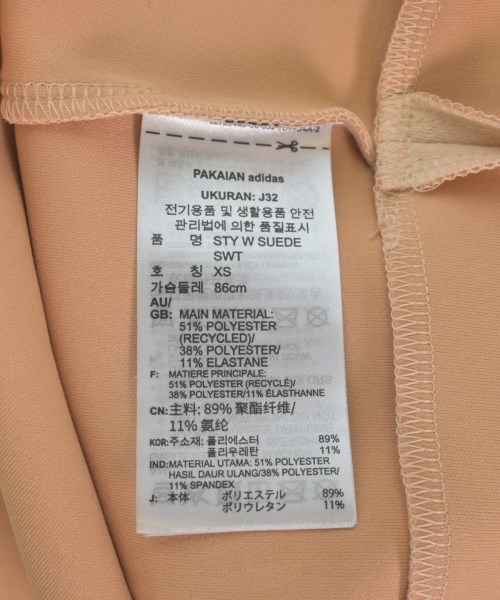 PAKAIAN adidas
UKURAN: J32
전기용품 및 생활용품 안전
관리법에 의한 품질표시
품 명 STY W SUEDE
SWT
호 칭 XS
가슴둘레 86cm
AU/
GB: MAIN MATERIAL:
51% POLYESTER
(RECYCLED)/
38% POLYESTER/
11% ELASTANE
F: MATIERE PRINCIPALE:
51% POLYESTER (RECYCLÉ)/
38% POLYESTER/11% ÉLASTHANNE
CN: 主料: 89% 聚酯纤维/
11% 氨纶
KOR: 주소재: 폴리에스터 89%
폴리우레탄 11%
IND: MATERIAL UTAMA: 51% POLYESTER
HASIL DAUR ULANG/38% POLYESTER/
11% SPANDEX
J: 本体 ポリエステル 89%
ポリウレタン 11%